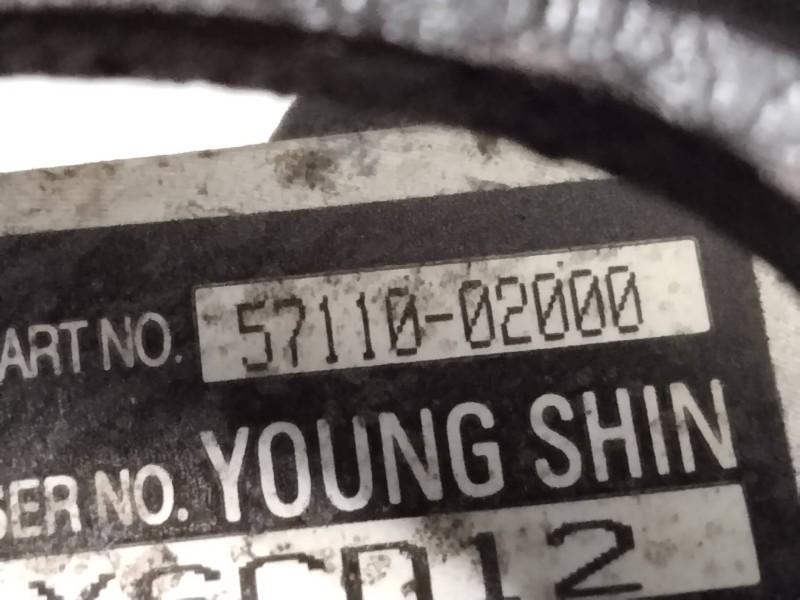 ART NO. 57110-02000
SER NO. YOUNG SHIN